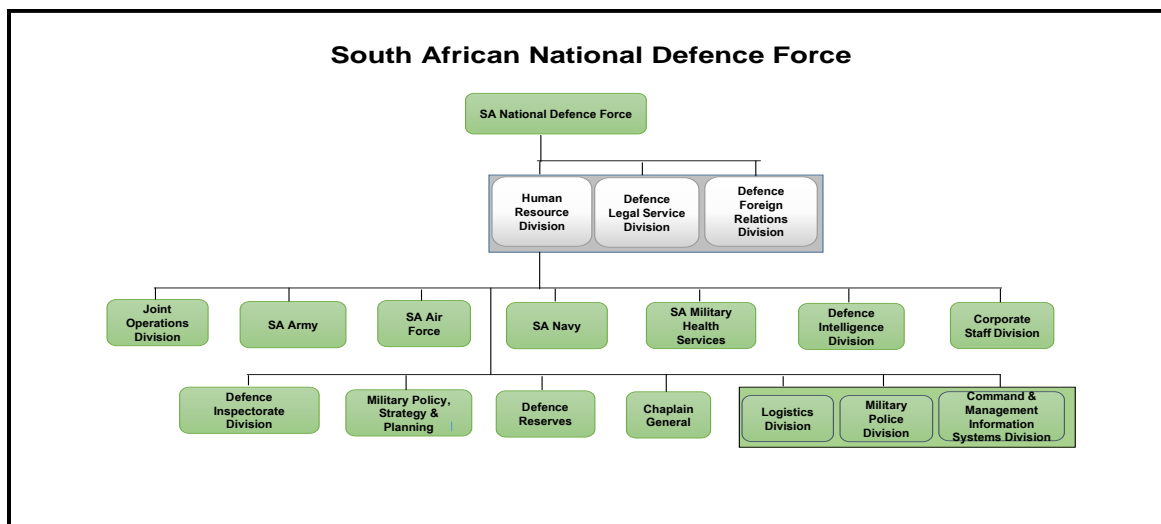 South African National Defence Force
SA National Defence Force
Human
Resource
Division
Defence
Legal Service
Division
Defence
Foreign
Relations
Division
Joint
Operations
Division
SA Army
SA Air
Force
SA Navy
SA Military
Health
Services
Defence
Intelligence
Division
Corporate
Staff Division
Defence
Inspectorate
Division
Military Policy,
Strategy &
Planning
Defence
Reserves
Chaplain
General
Logistics
Division
Military
Police
Division
Command &
Management
Information
Systems Division